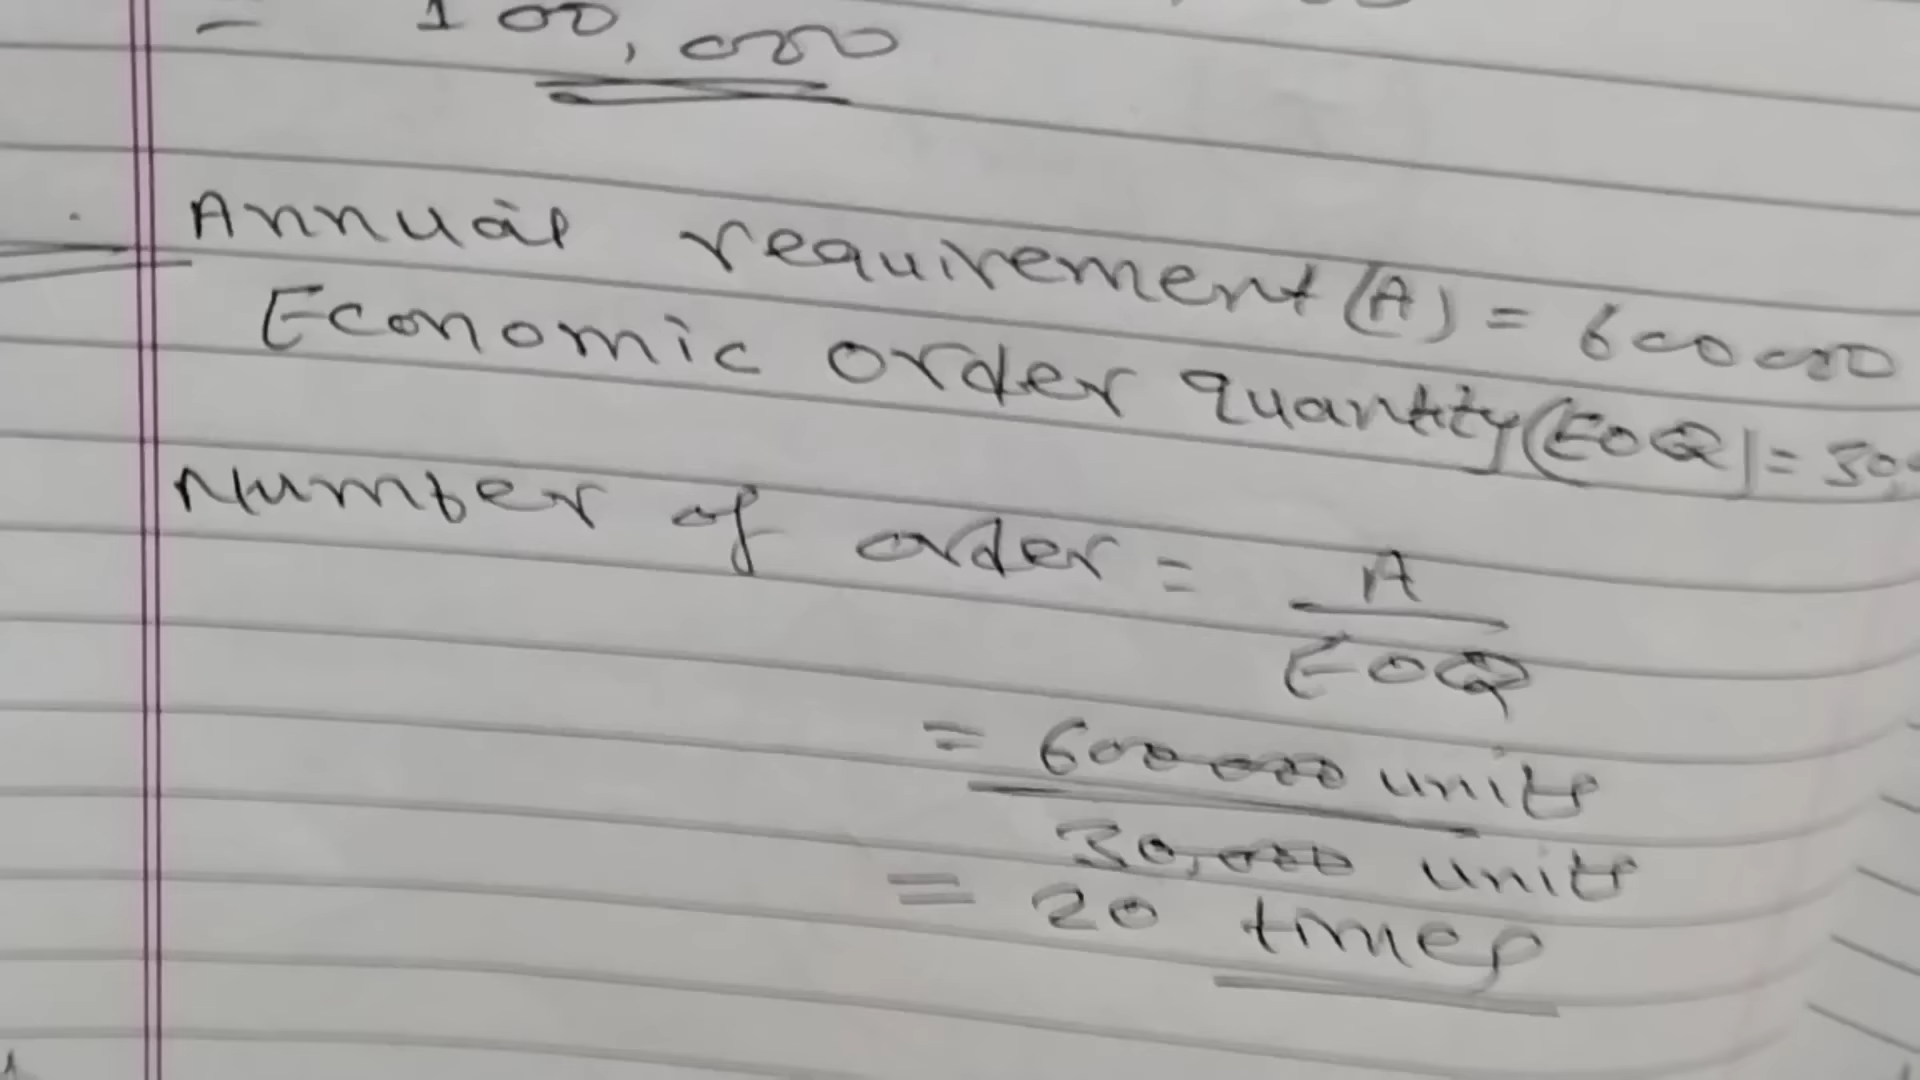 = 100,000
Annual requirement (A) = 600000
Economic order quantity (EOQ) = 30,
Number of order = A
EOQ
= 600000 units
30,000 units
= 20 times